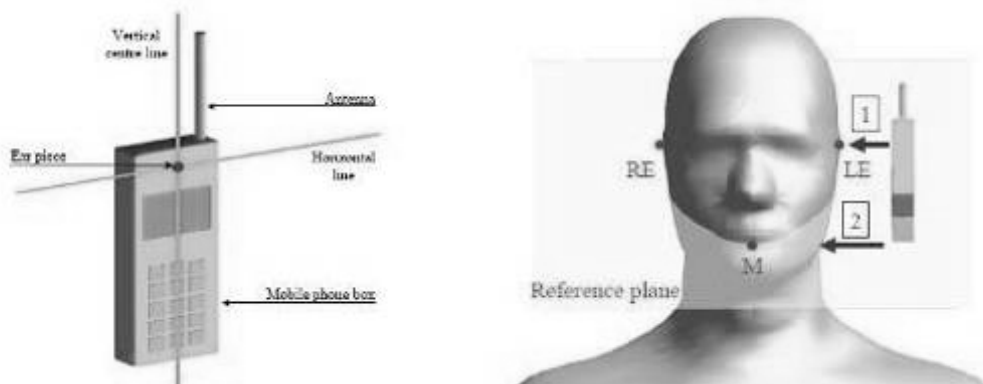 Vertical
centre line
Antenna
Ear piece
Horizontal
line
Mobile phone box
1
RE
LE
2
M
Reference plane